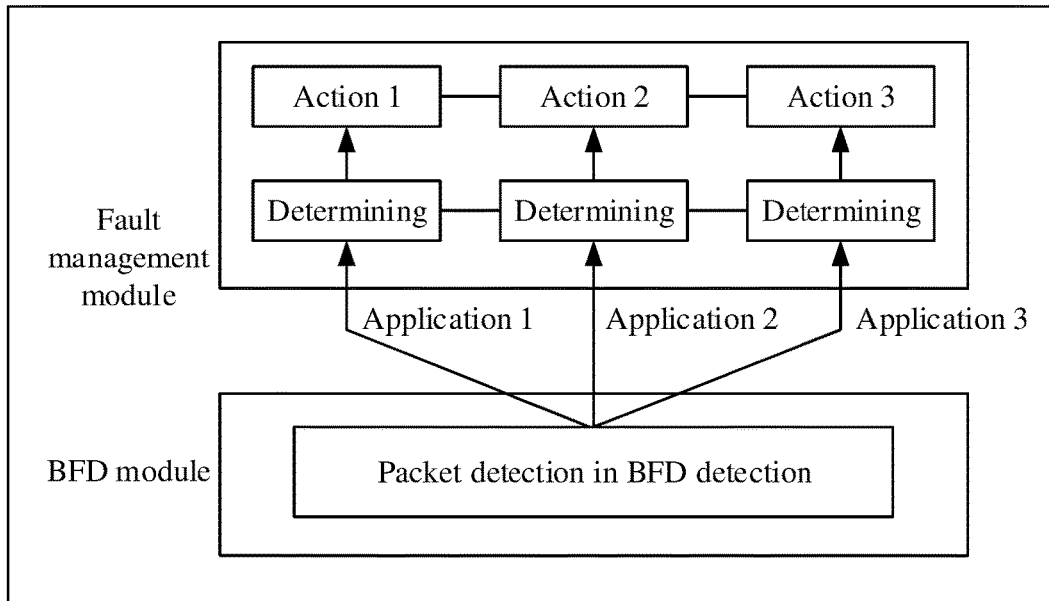 Action 1
Action 2
Action 3
Determining
Determining
Determining
Fault
management
module
Application 1
Application 2
Application 3
BFD module
Packet detection in BFD detection